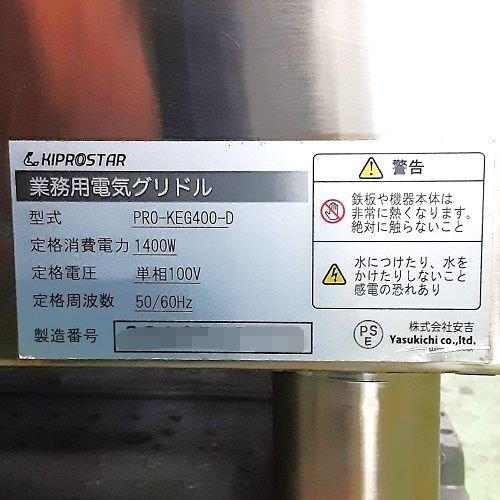 KIPROSTAR
業務用電気グリドル
型式 PRO-KEG400-D
定格消費電力 1400W
定格電圧 単相100V
定格周波数 50/60Hz
製造番号
警告
鉄板や機器本体は
非常に熱くなります。
絶対に触らないこと
水につけたり、水を
かけたりしないこと
感電の恐れあり
PS
E
株式会社安吉
Yasukichi co.,ltd.